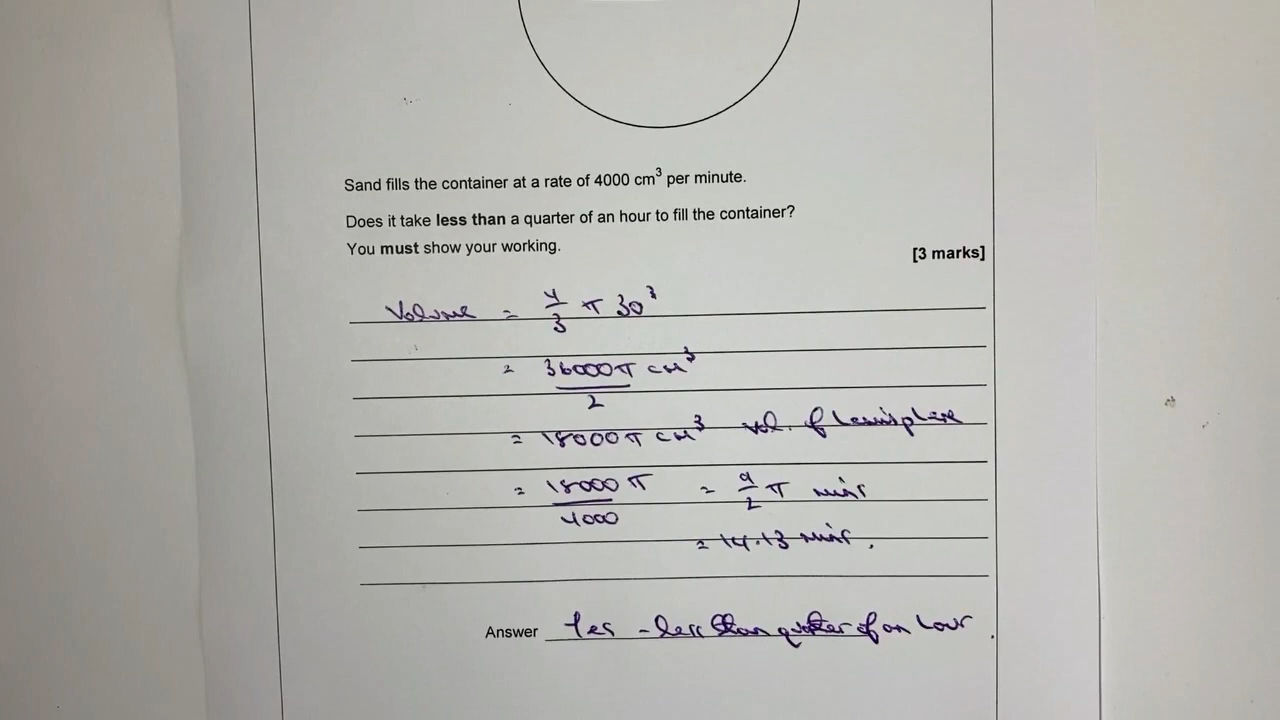 Sand fills the container at a rate of 4000 cm³ per minute.
Does it take less than a quarter of an hour to fill the container?
You must show your working.
[3 marks]
Volume = 4/3 π 30³
= 36000π cm³ / 2
= 18000π cm³ vol. of hemisphere
= 18000π / 4000 = 9/2 π mins
= 14.13 mins.
Answer Yes - less than quarter of an hour